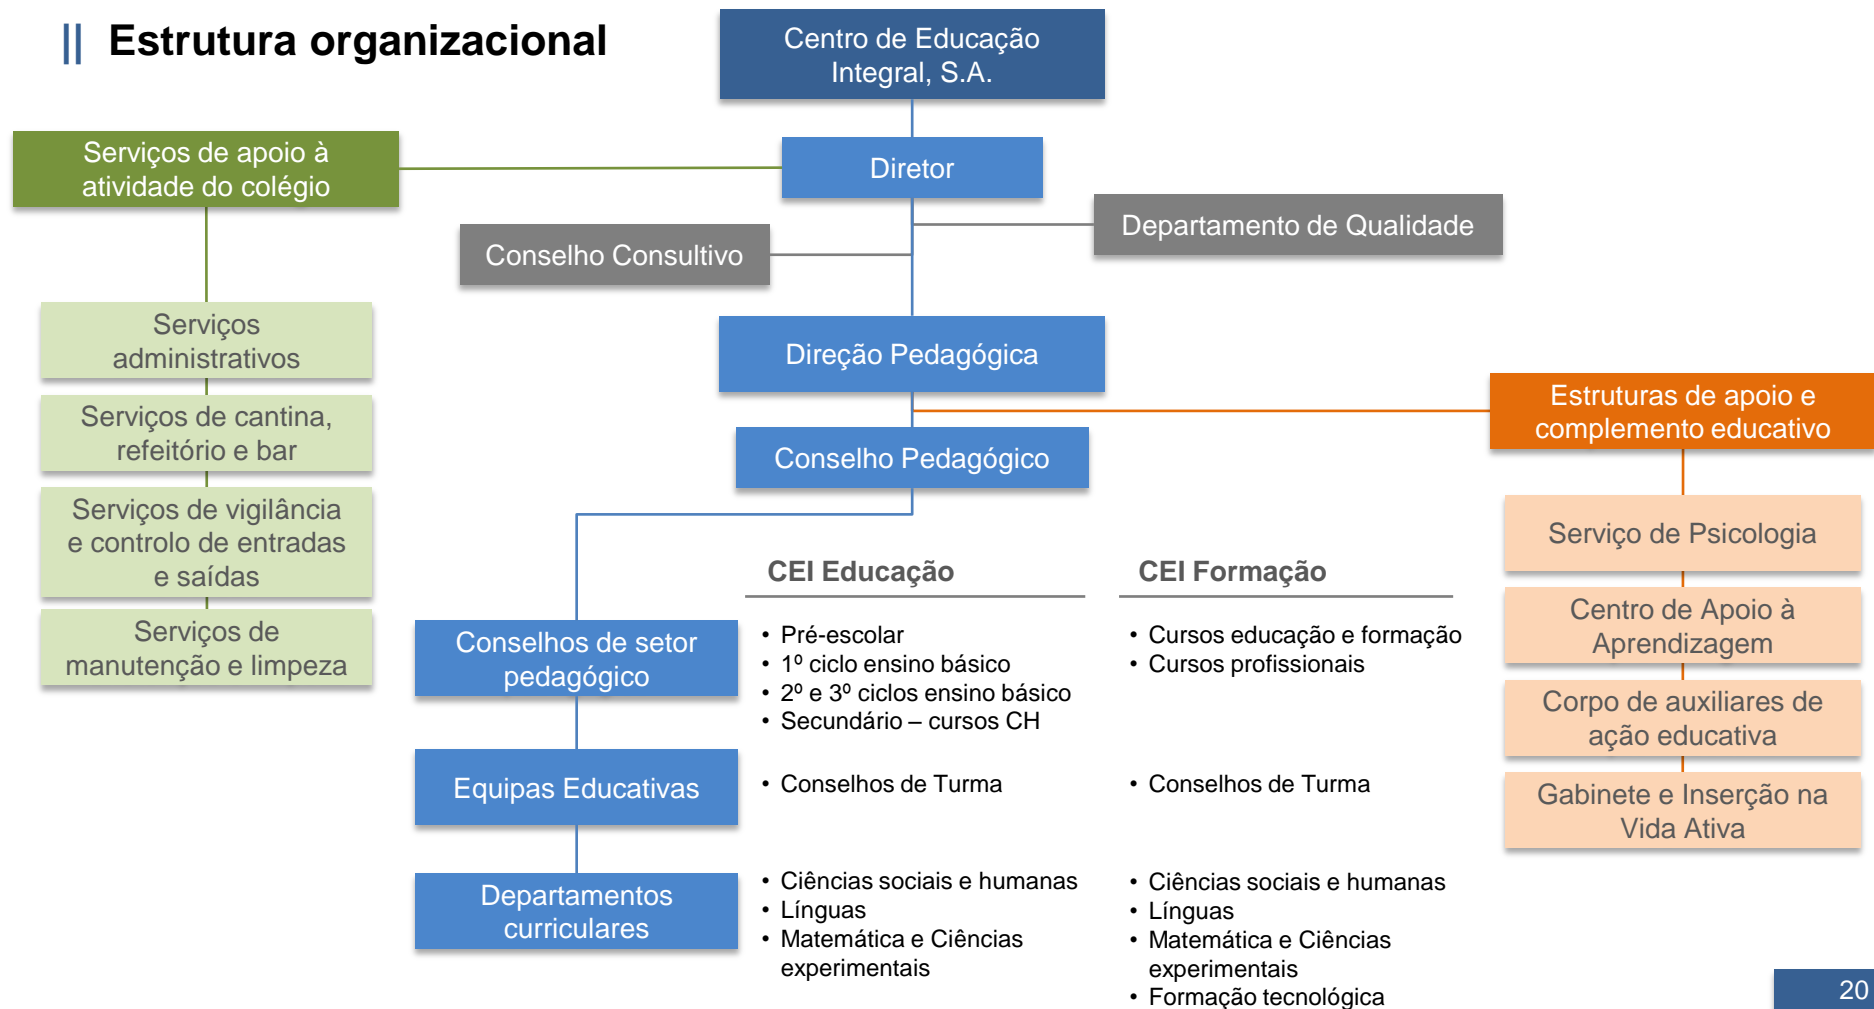 Estrutura organizacional
Centro de Educação
Integral, S.A.
Serviços de apoio à
atividade do colégio
Diretor
Departamento de Qualidade
Conselho Consultivo
Serviços
administrativos
Serviços de cantina,
refeitório e bar
Serviços de vigilância
e controlo de entradas
e saídas
Serviços de
manutenção e limpeza
Direção Pedagógica
Conselho Pedagógico
Estruturas de apoio e
complemento educativo
Serviço de Psicologia
Centro de Apoio à
Aprendizagem
Corpo de auxiliares de
ação educativa
Gabinete e Inserção na
Vida Ativa
CEI Educação
CEI Formação
Conselhos de setor
pedagógico
• Pré-escolar
• 1º ciclo ensino básico
• 2º e 3º ciclos ensino básico
• Secundário – cursos CH
• Cursos educação e formação
• Cursos profissionais
Equipas Educativas
• Conselhos de Turma
• Conselhos de Turma
Departamentos
curriculares
• Ciências sociais e humanas
• Línguas
• Matemática e Ciências
experimentais
• Ciências sociais e humanas
• Línguas
• Matemática e Ciências
experimentais
• Formação tecnológica
20